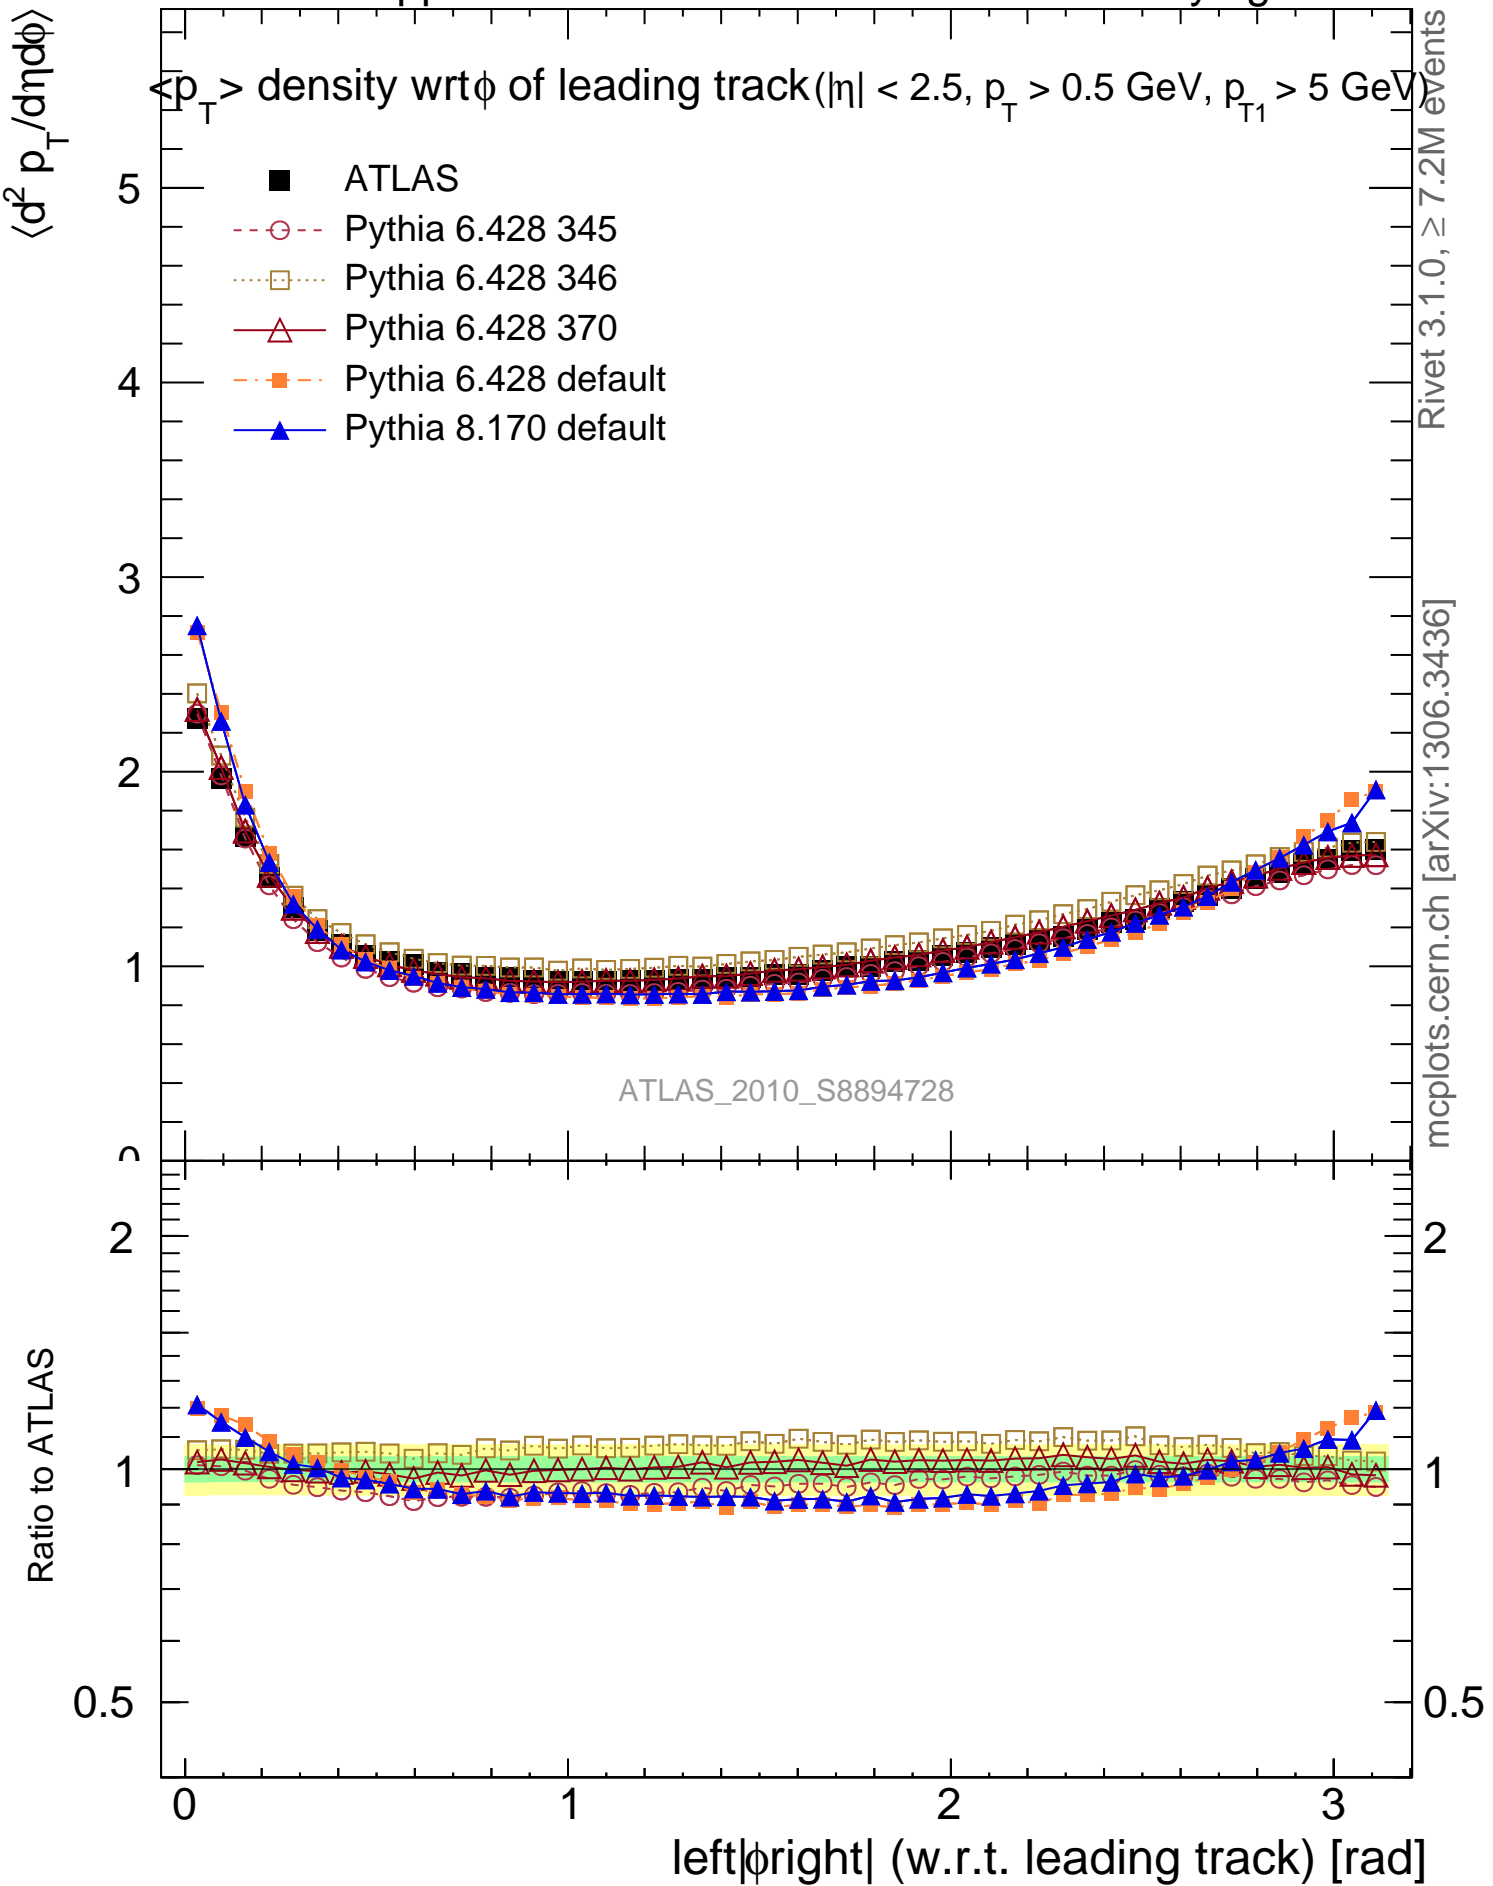 ⟨d² p_T/dηdϕ⟩
<p_T> density wrtϕ of leading track(|η| < 2.5, p_T > 0.5 GeV, p_T1 > 5 GeV)
ATLAS
Pythia 6.428 345
Pythia 6.428 346
Pythia 6.428 370
Pythia 6.428 default
Pythia 8.170 default
5
4
3
2
1
0
ATLAS_2010_S8894728
Rivet 3.1.0, ≥ 7.2M events
mcplots.cern.ch [arXiv:1306.3436]
Ratio to ATLAS
2 2
1 1
0.5 0.5
0 1 2 3
left|ϕright| (w.r.t. leading track) [rad]